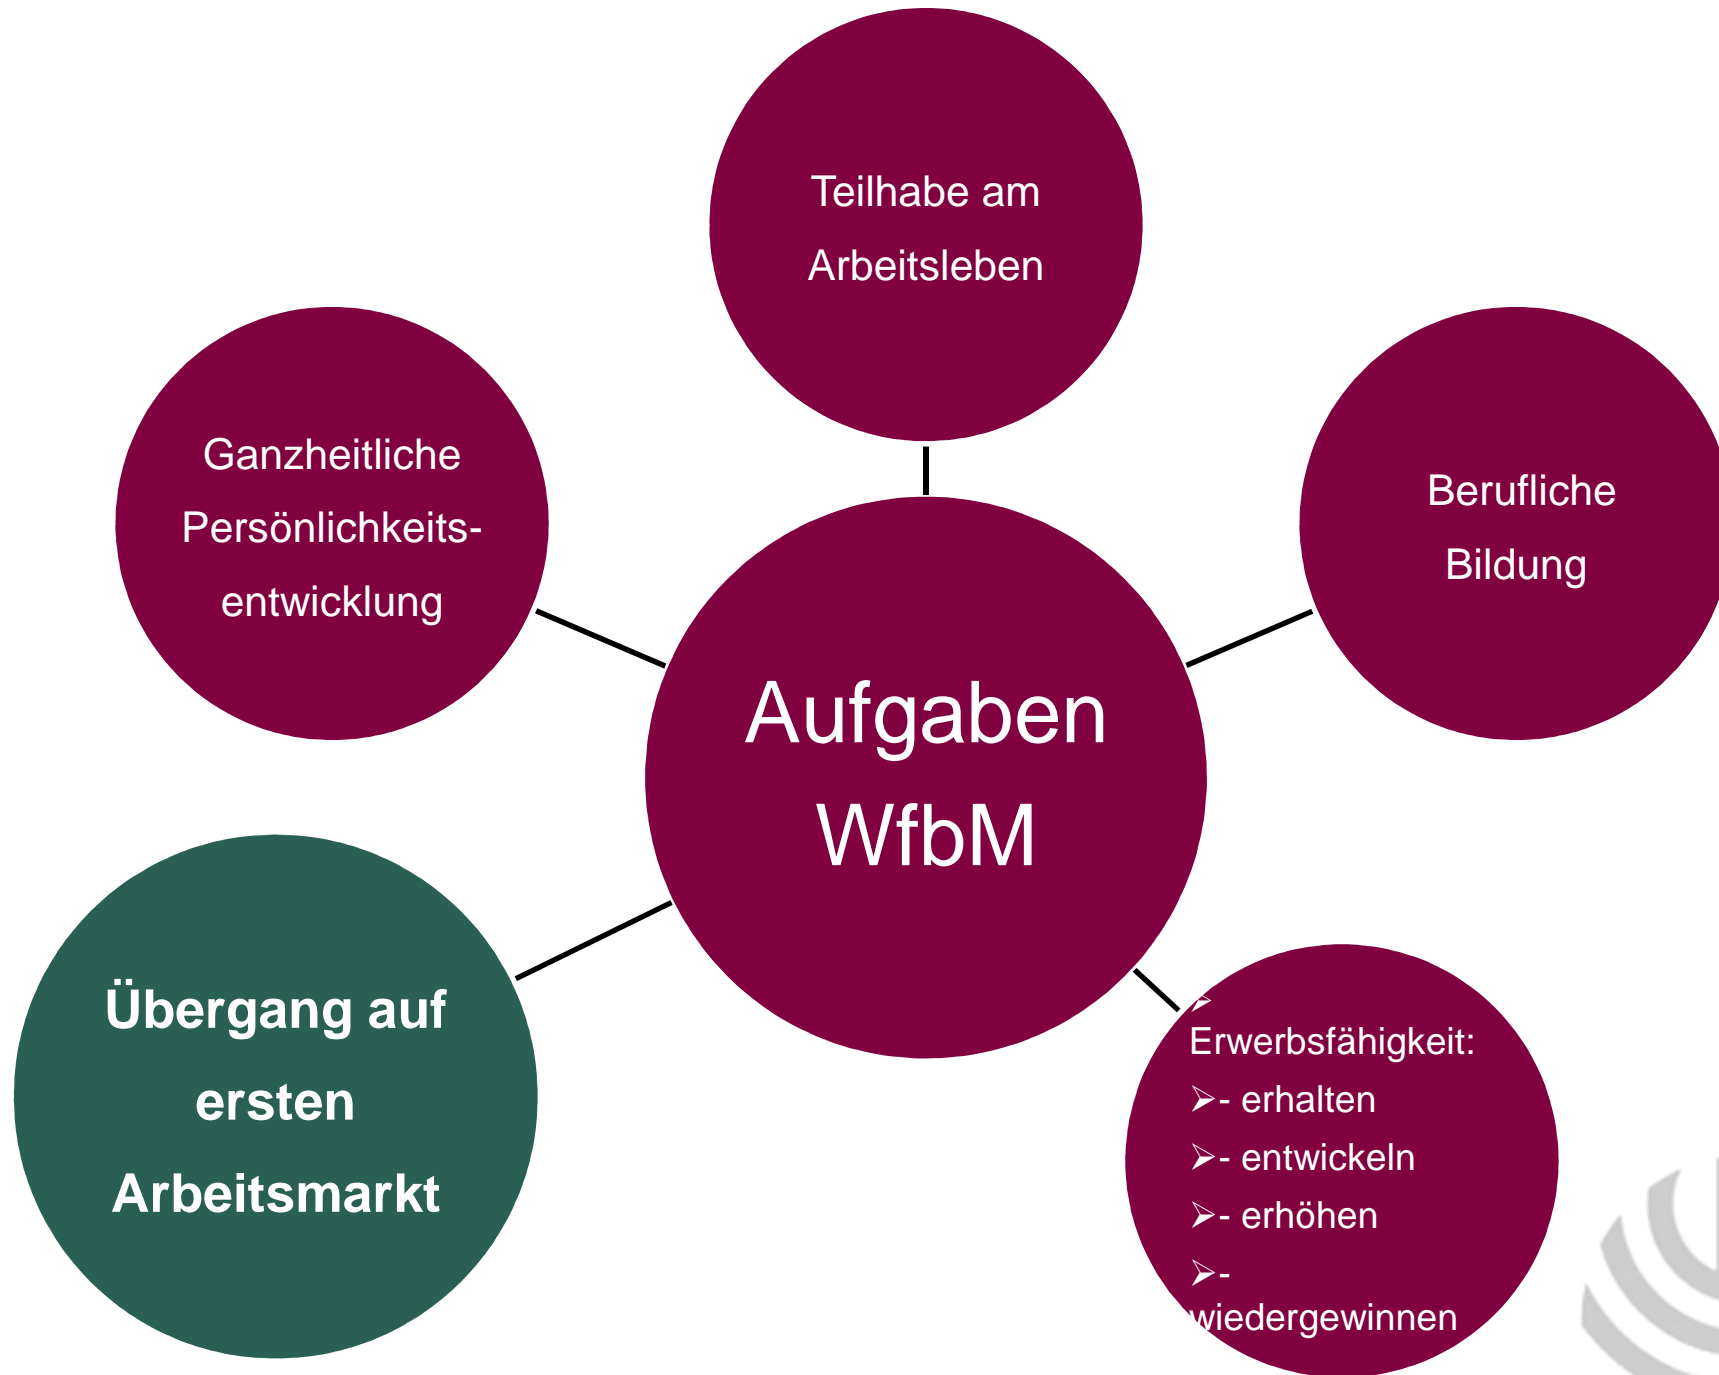 Teilhabe am
Arbeitsleben
Ganzheitliche
Persönlichkeits-
entwicklung
Berufliche
Bildung
Aufgaben
WfbM
Übergang auf
ersten
Arbeitsmarkt
➢
Erwerbsfähigkeit:
➢- erhalten
➢- entwickeln
➢- erhöhen
➢-
wiedergewinnen